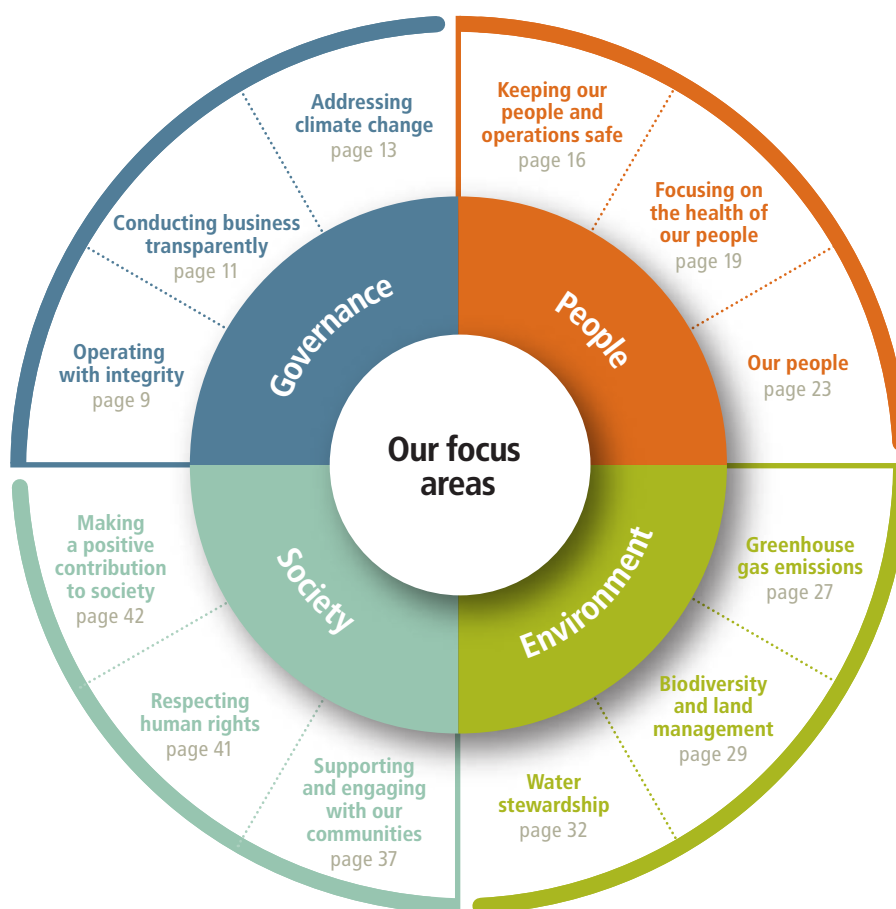 Our focus
areas
Governance
Operating
with integrity
page 9
Conducting business
transparently
page 11
Addressing
climate change
page 13
People
Keeping our
people and
operations safe
page 16
Focusing on
the health of
our people
page 19
Our people
page 23
Environment
Greenhouse
gas emissions
page 27
Biodiversity
and land
management
page 29
Water
stewardship
page 32
Society
Supporting
and engaging
with our
communities
page 37
Respecting
human rights
page 41
Making
a positive
contribution
to society
page 42